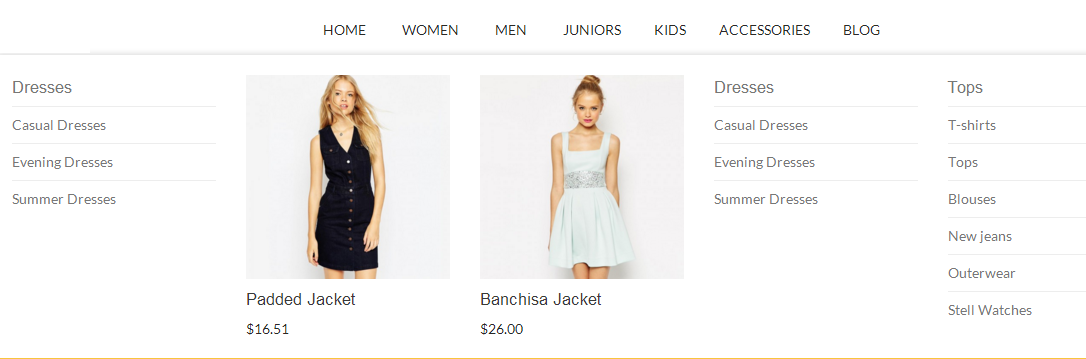 HOME WOMEN MEN JUNIORS KIDS ACCESSORIES BLOG
Dresses
Casual Dresses
Evening Dresses
Summer Dresses
Padded Jacket
$16.51
Banchisa Jacket
$26.00
Dresses
Casual Dresses
Evening Dresses
Summer Dresses
Tops
T-shirts
Tops
Blouses
New jeans
Outerwear
Stell Watches